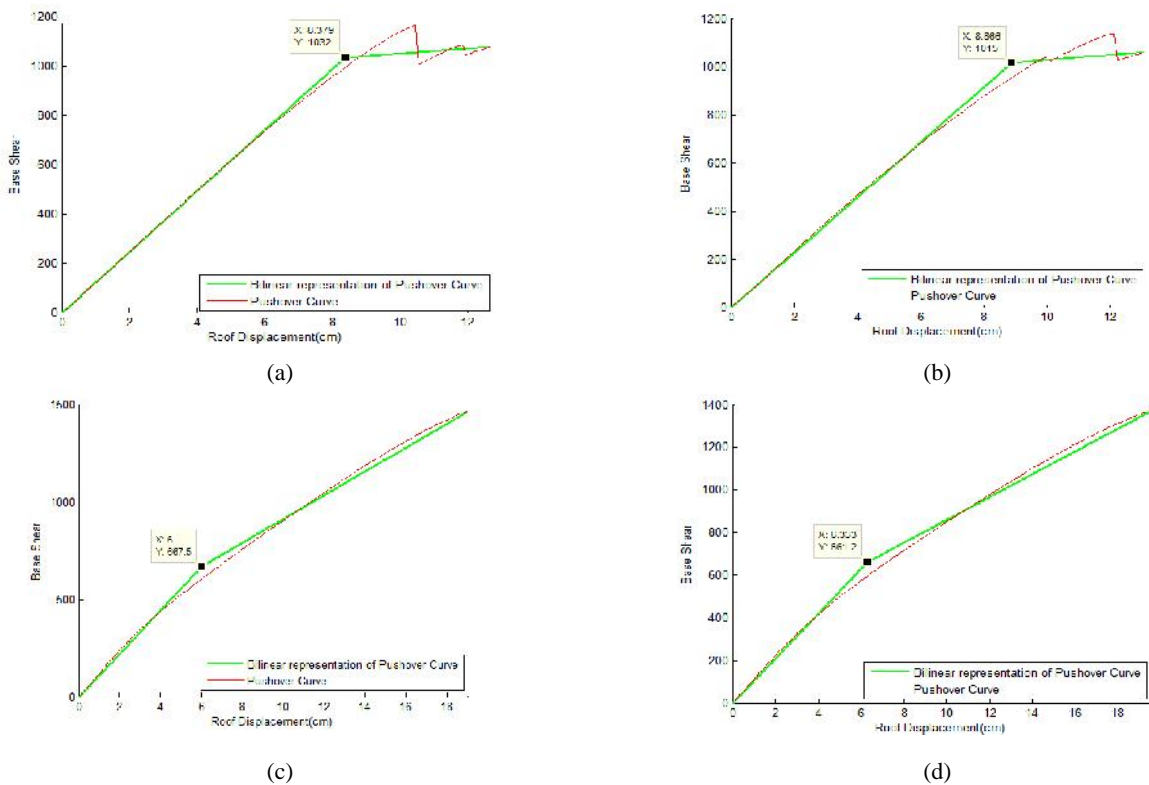 1200
1000
800
600
400
200
0
Base Shear
X: 8.379
Y: 1032
Bilinear representation of Pushover Curve
Pushover Curve
0 2 4 6 8 10 12
Roof Displacement(cm)
(a)
1200
1000
800
600
400
200
0
Base Shear
X: 8.866
Y: 1015
Bilinear representation of Pushover Curve
Pushover Curve
0 2 4 6 8 10 12
Roof Displacement(cm)
(b)
1500
1000
500
0
Base Shear
X: 6
Y: 667.5
Bilinear representation of Pushover Curve
Pushover Curve
0 2 4 6 8 10 12 14 16 18
Roof Displacement(cm)
(c)
1400
1200
1000
800
600
400
200
0
Base Shear
Y: 661.2
Bilinear representation of Pushover Curve
Pushover Curve
0 2 4 6 8 10 12 14 16 18
Roof Displacement(cm)
(d)